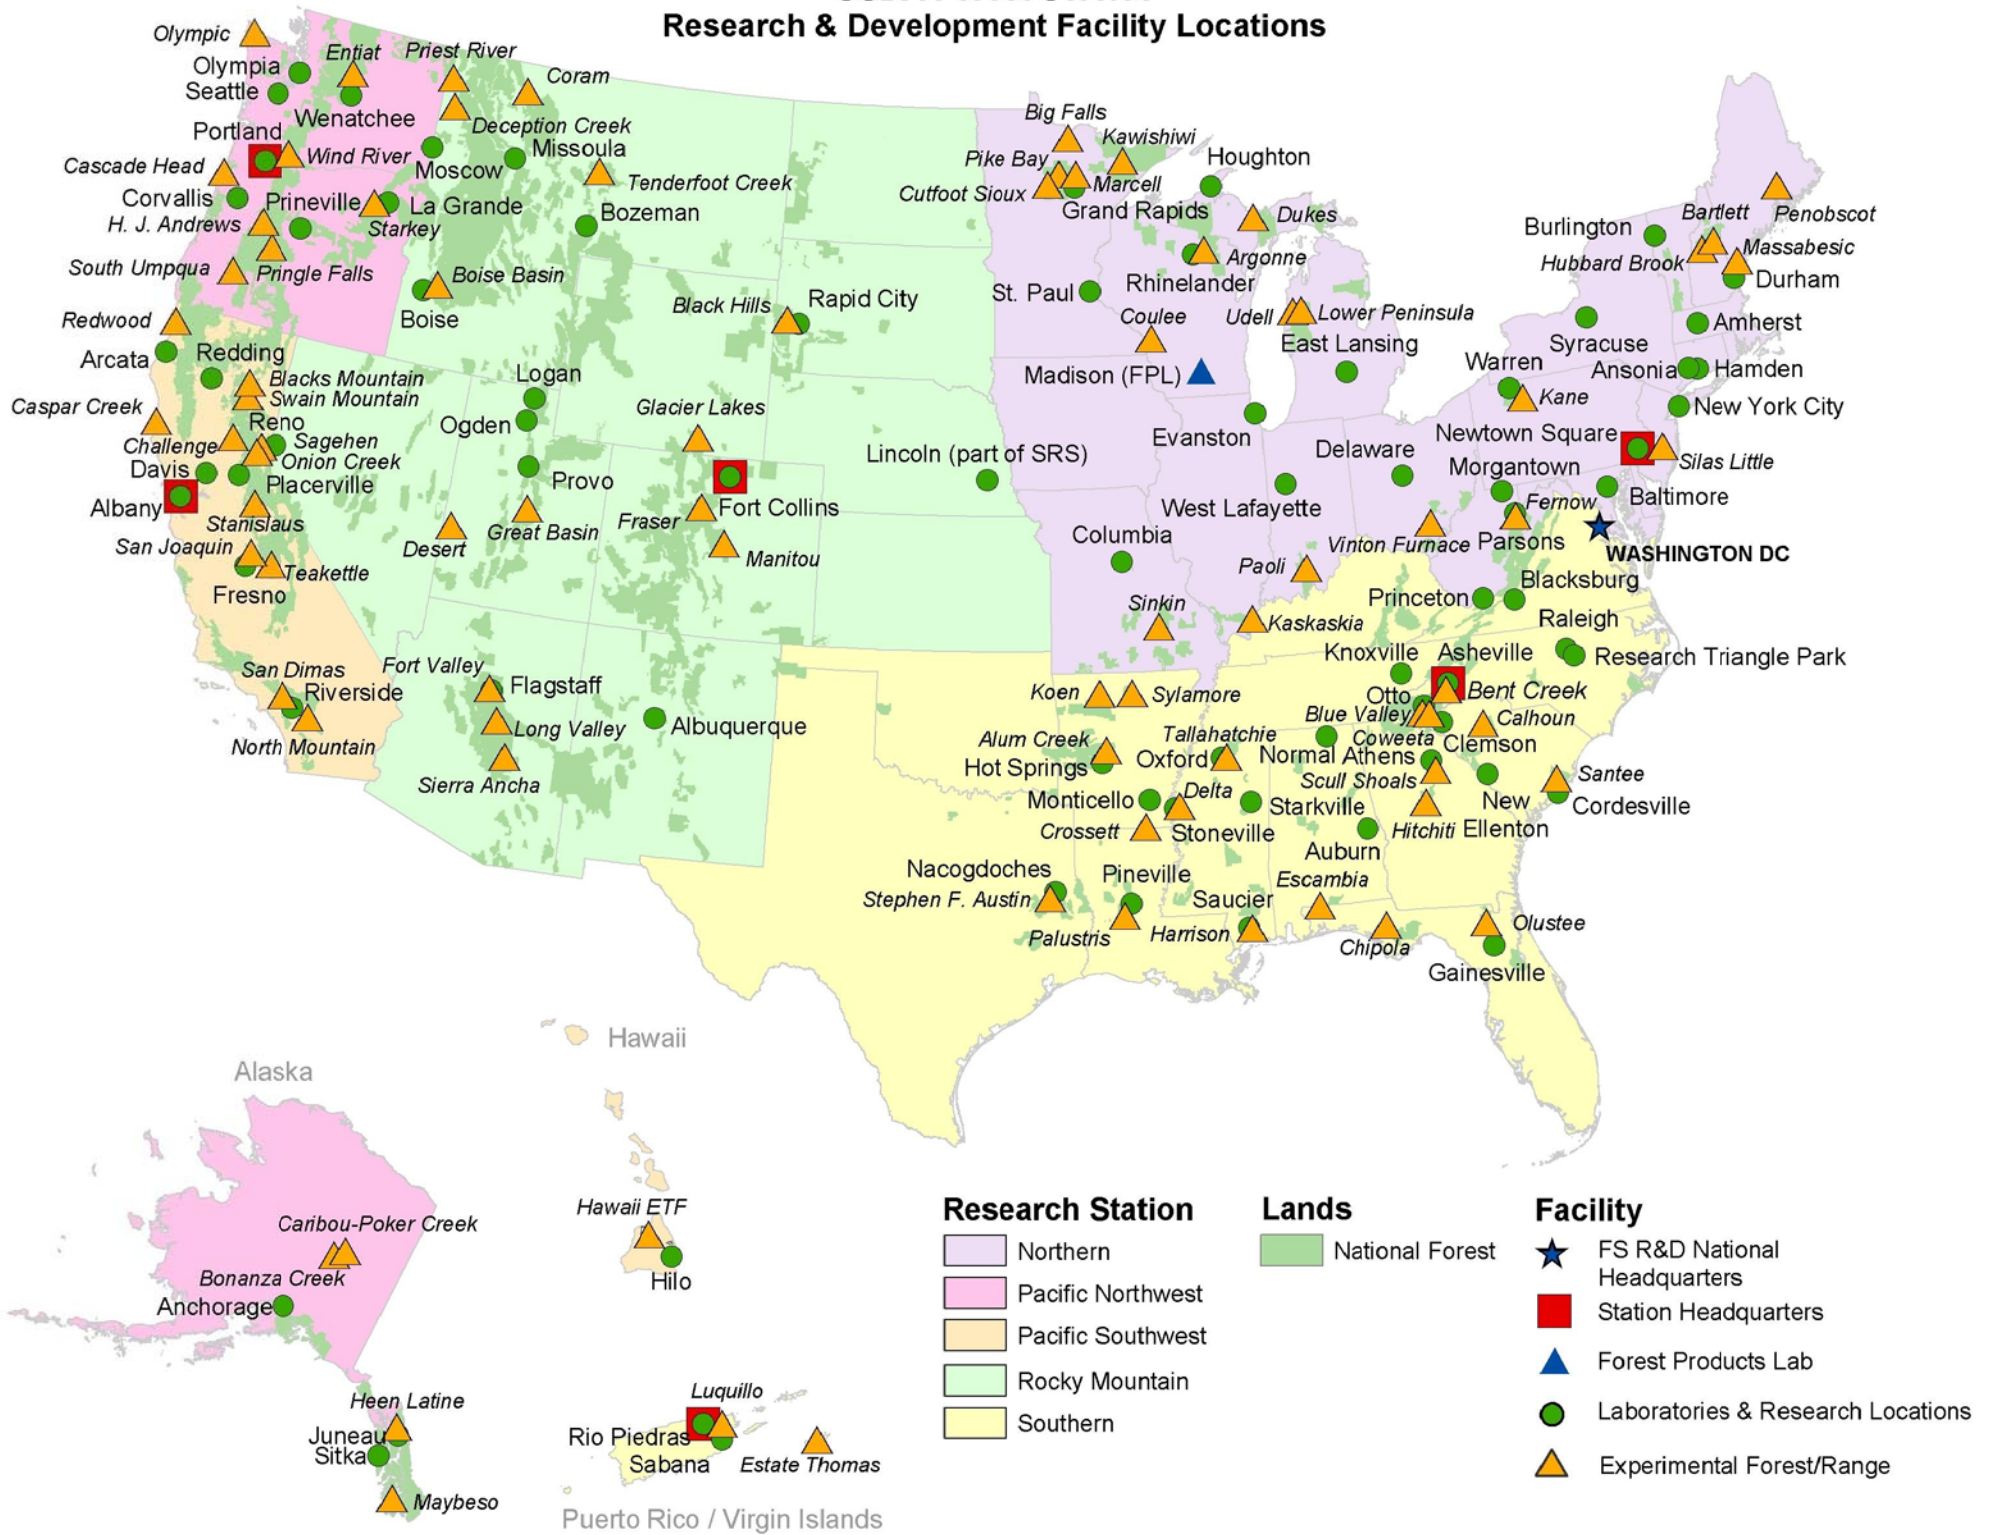 Research & Development Facility Locations
Olympic
Olympia
Seattle
Entiat
Priest River
Coram
Wenatchee
Portland
Deception Creek
Wind River
Moscow
Missoula
Cascade Head
Tenderfoot Creek
Corvallis
Prineville
La Grande
Bozeman
H. J. Andrews
Starkey
South Umpqua
Pringle Falls
Boise Basin
Boise
Black Hills
Rapid City
Redwood
Arcata
Redding
Blacks Mountain
Swain Mountain
Caspar Creek
Reno
Challenge
Sagehen
Onion Creek
Davis
Placerville
Albany
Stanislaus
San Joaquin
Teakettle
Fresno
Logan
Ogden
Provo
Glacier Lakes
Great Basin
Desert
Fraser
Fort Collins
Manitou
Lincoln (part of SRS)
San Dimas
Riverside
North Mountain
Fort Valley
Flagstaff
Long Valley
Sierra Ancha
Albuquerque
Big Falls
Kawishiwi
Pike Bay
Marcell
Cutfoot Sioux
Grand Rapids
Houghton
Dukes
Argonne
Rhinelander
St. Paul
Coulee
Udell
Lower Peninsula
East Lansing
Madison (FPL)
Evanston
Delaware
West Lafayette
Columbia
Vinton Furnace
Paoli
Sinkin
Kaskaskia
Burlington
Bartlett
Penobscot
Massabesic
Hubbard Brook
Durham
Amherst
Syracuse
Warren
Ansonia
Hamden
Kane
New York City
Newtown Square
Silas Little
Morgantown
Fernow
Baltimore
Parsons
WASHINGTON DC
Blacksburg
Princeton
Raleigh
Research Triangle Park
Knoxville
Asheville
Otto
Bent Creek
Blue Valley
Calhoun
Coweeta
Clemson
Koen
Sylamore
Alum Creek
Tallahatchie
Hot Springs
Oxford
Normal
Athens
Scull Shoals
Santee
Cordesville
New
Ellenton
Monticello
Delta
Starkville
Crossett
Stoneville
Hitchiti
Auburn
Nacogdoches
Pineville
Escambia
Stephen F. Austin
Saucier
Palustris
Harrison
Chipola
Olustee
Gainesville
Hawaii
Alaska
Caribou-Poker Creek
Bonanza Creek
Anchorage
Hawaii ETF
Hilo
Heen Latine
Juneau
Sitka
Maybeso
Luquillo
Rio Piedras
Sabana
Estate Thomas
Puerto Rico / Virgin Islands
Research Station
Northern
Pacific Northwest
Pacific Southwest
Rocky Mountain
Southern
Lands
National Forest
Facility
FS R&D National
Headquarters
Station Headquarters
Forest Products Lab
Laboratories & Research Locations
Experimental Forest/Range